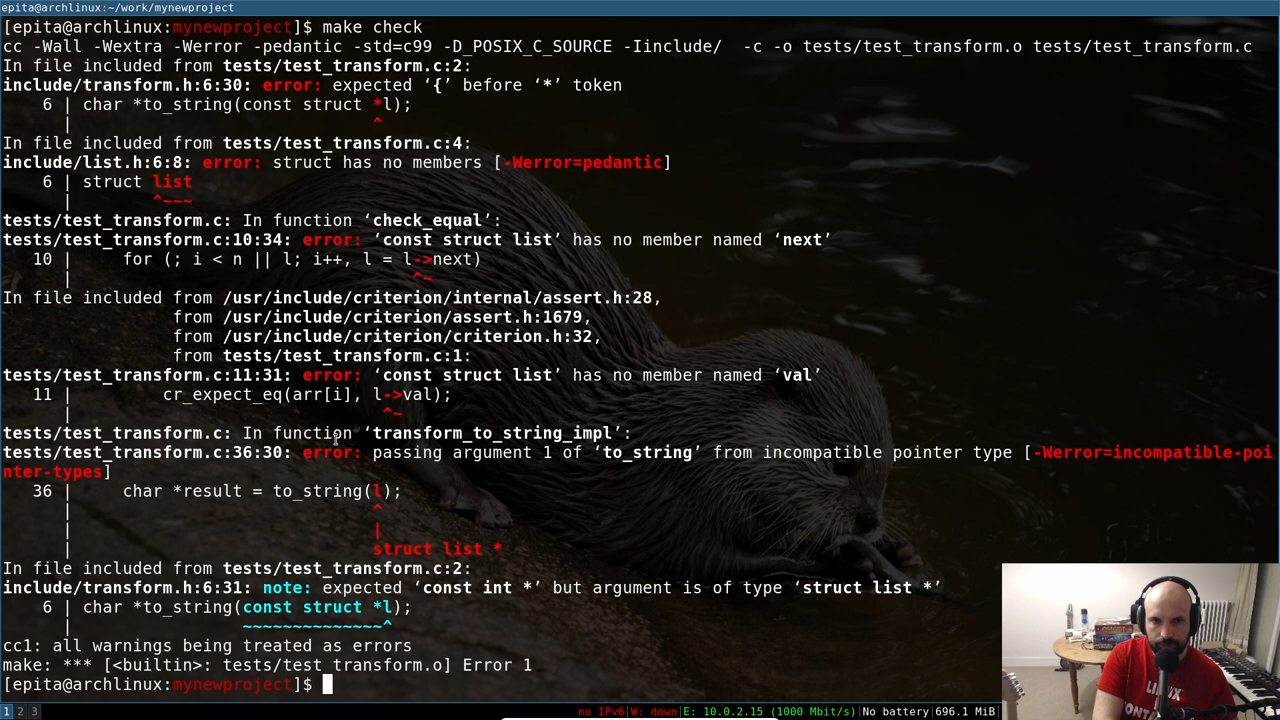 epita@archlinux:~/work/mynewproject
[epita@archlinux:mynewproject]$ make check
cc -Wall -Wextra -Werror -pedantic -std=c99 -D_POSIX_C_SOURCE -Iinclude/  -c -o tests/test_transform.o tests/test_transform.c
In file included from tests/test_transform.c:2:
include/transform.h:6:30: error: expected ‘{’ before ‘*’ token
    6 | char *to_string(const struct *l);
      |                              ^
In file included from tests/test_transform.c:4:
include/list.h:6:8: error: struct has no members [-Werror=pedantic]
    6 | struct list
      |        ^~~~
tests/test_transform.c: In function ‘check_equal’:
tests/test_transform.c:10:34: error: ‘const struct list’ has no member named ‘next’
   10 |     for (; i < n || l; i++, l = l->next)
      |                                  ^~
In file included from /usr/include/criterion/internal/assert.h:28,
                 from /usr/include/criterion/assert.h:1679,
                 from /usr/include/criterion/criterion.h:32,
                 from tests/test_transform.c:1:
tests/test_transform.c:11:31: error: ‘const struct list’ has no member named ‘val’
   11 |         cr_expect_eq(arr[i], l->val);
      |                               ^~
tests/test_transform.c: In function ‘transform_to_string_impl’:
tests/test_transform.c:36:30: error: passing argument 1 of ‘to_string’ from incompatible pointer type [-Werror=incompatible-poi
nter-types]
   36 |     char *result = to_string(l);
      |                              ^
      |                              |
      |                              struct list *
In file included from tests/test_transform.c:2:
include/transform.h:6:31: note: expected ‘const int *’ but argument is of type ‘struct list *’
    6 | char *to_string(const struct *l);
      |                 ~~~~~~~~~~~~~~^
cc1: all warnings being treated as errors
make: *** [<builtin>: tests/test_transform.o] Error 1
[epita@archlinux:mynewproject]$
1 2 3
no IPv6|W: down|E: 10.0.2.15 (1000 Mbit/s)|No battery|696.1 MiB